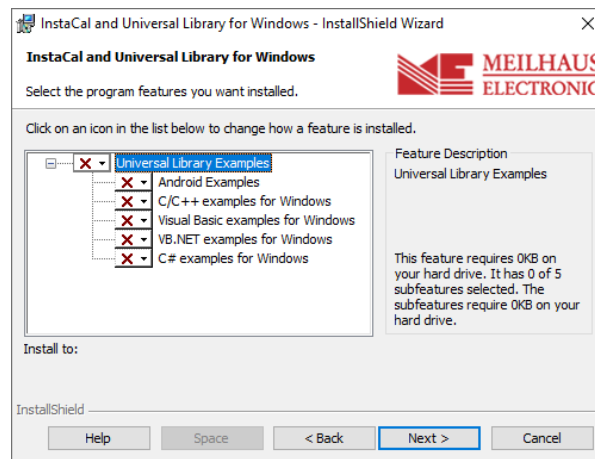 InstaCal and Universal Library for Windows - InstallShield Wizard
InstaCal and Universal Library for Windows
Select the program features you want installed.
MEILHAUS
ELECTRONIC
Click on an icon in the list below to change how a feature is installed.
Universal Library Examples
Android Examples
C/C++ examples for Windows
Visual Basic examples for Windows
VB.NET examples for Windows
C# examples for Windows
Feature Description
Universal Library Examples
This feature requires 0KB on
your hard drive. It has 0 of 5
subfeatures selected. The
subfeatures require 0KB on your
hard drive.
Install to:
InstallShield
Help
Space
< Back
Next >
Cancel